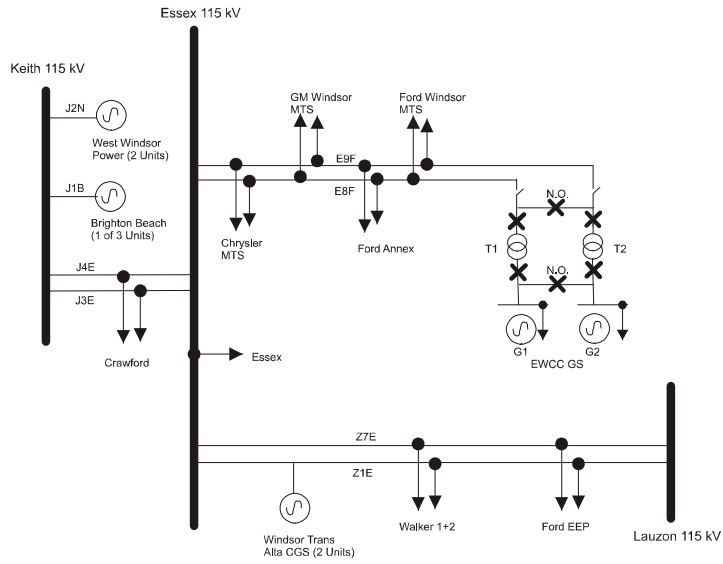 Essex 115 kV
Keith 115 kV
J2N
West Windsor
Power (2 Units)
J1B
Brighton Beach
(1 of 3 Units)
J4E
J3E
Crawford
GM Windsor
MTS
Ford Windsor
MTS
E9F
E8F
Chrysler
MTS
Ford Annex
N.O.
T1
T2
N.O.
G1
G2
EWCC GS
Essex
Z7E
Z1E
Windsor Trans
Alta CGS (2 Units)
Walker 1+2
Ford EEP
Lauzon 115 kV